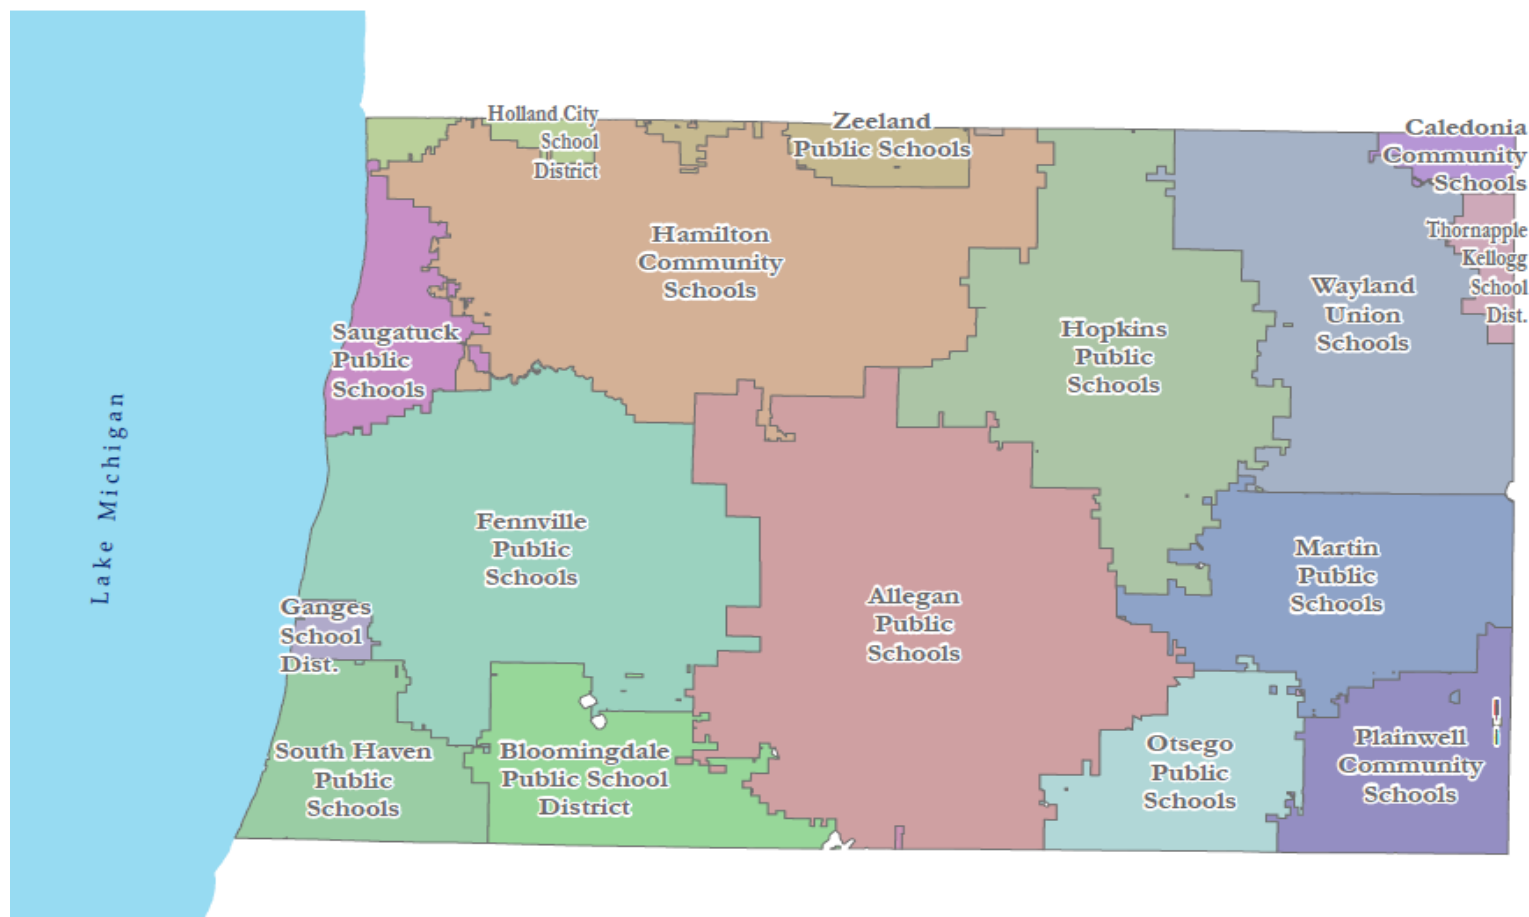 Holland City
School
District
Zeeland
Public Schools
Caledonia
Community
Schools
Hamilton
Community
Schools
Thornapple
Kellogg
School
Dist.
Wayland
Union
Schools
Saugatuck
Public
Schools
Hopkins
Public
Schools
Lake Michigan
Fennville
Public
Schools
Martin
Public
Schools
Allegan
Public
Schools
Ganges
School
Dist.
South Haven
Public
Schools
Bloomingdale
Public School
District
Otsego
Public
Schools
Plainwell
Community
Schools